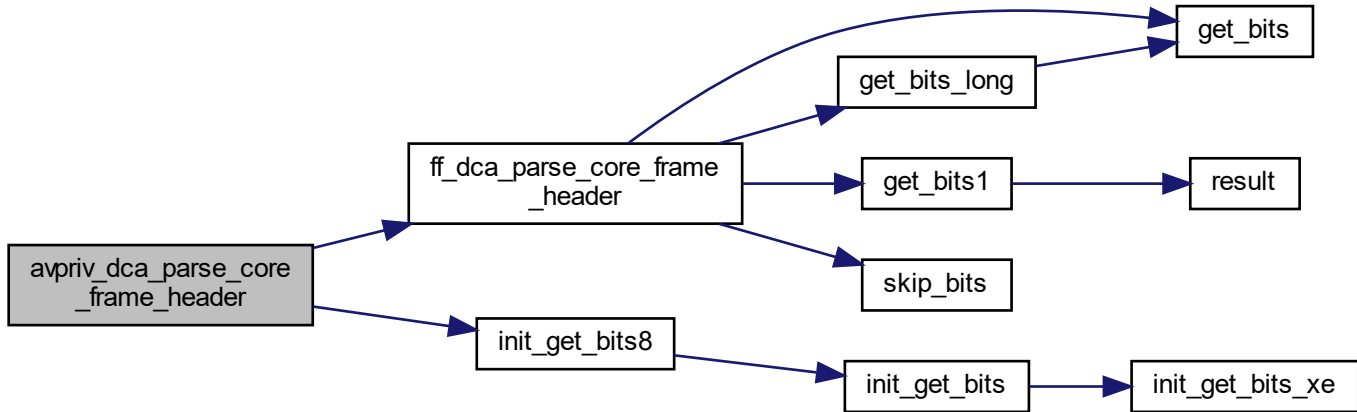 get_bits
get_bits_long
ff_dca_parse_core_frame
_header
get_bits1
result
avpriv_dca_parse_core
_frame_header
skip_bits
init_get_bits8
init_get_bits
init_get_bits_xe